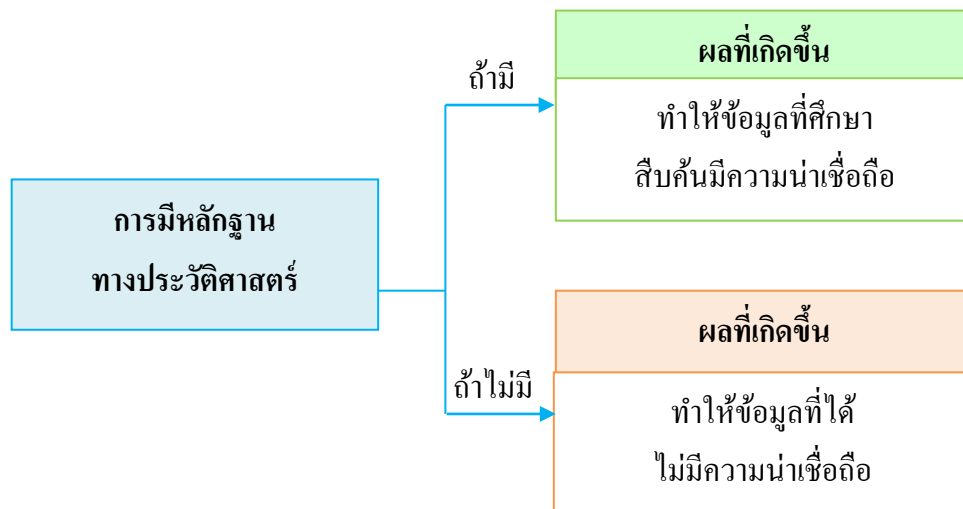 ผลที่เกิดขึ้น
ถ้ามี
ทำให้ข้อมูลที่ศึกษา
สืบค้นมีความน่าเชื่อถือ
การมีหลักฐาน
ทางประวัติศาสตร์
ผลที่เกิดขึ้น
ถ้าไม่มี
ทำให้ข้อมูลที่ได้
ไม่มีความน่าเชื่อถือ